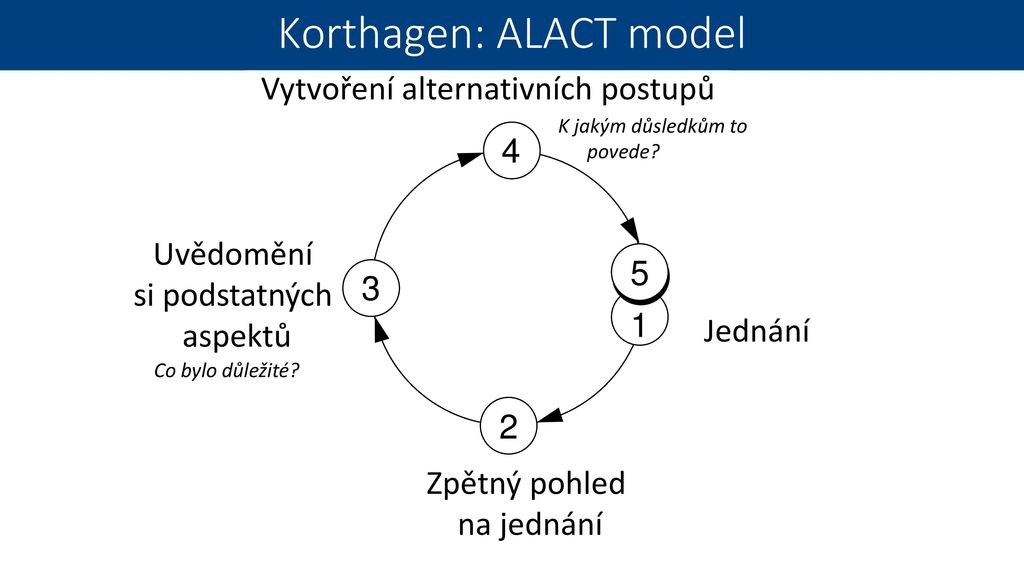 Korthagen: ALACT model
Vytvoření alternativních postupů
K jakým důsledkům to
povede?
4
Uvědomění
si podstatných
aspektů
Co bylo důležité?
3
5
1
Jednání
2
Zpětný pohled
na jednání